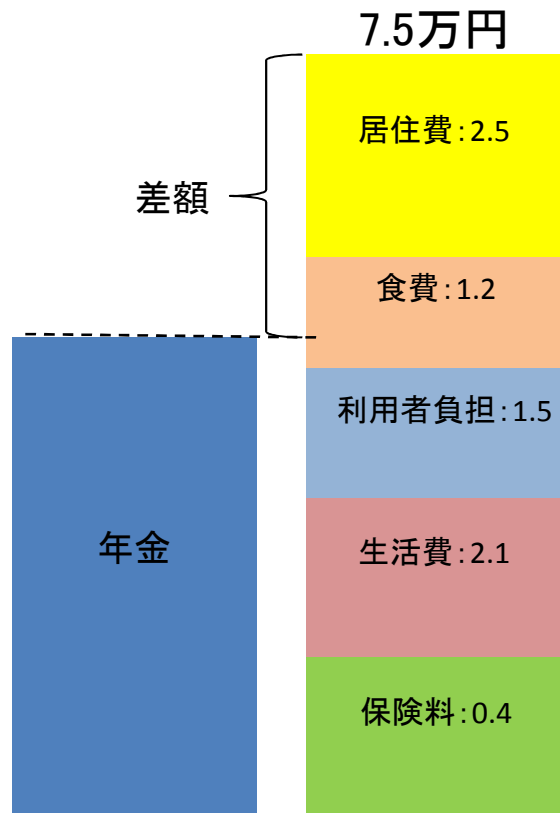 7.5万円
居住費：2.5
差額
食費：1.2
利用者負担：1.5
年金
生活費：2.1
保険料：0.4